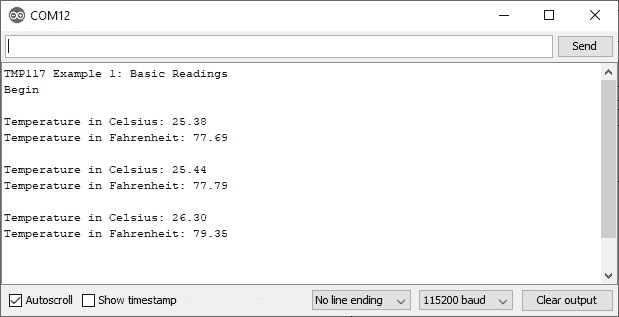 COM12
Send
TMP117 Example 1: Basic Readings
Begin
Temperature in Celsius: 25.38
Temperature in Fahrenheit: 77.69
Temperature in Celsius: 25.44
Temperature in Fahrenheit: 77.79
Temperature in Celsius: 26.30
Temperature in Fahrenheit: 79.35
Autoscroll Show timestamp No line ending 115200 baud Clear output